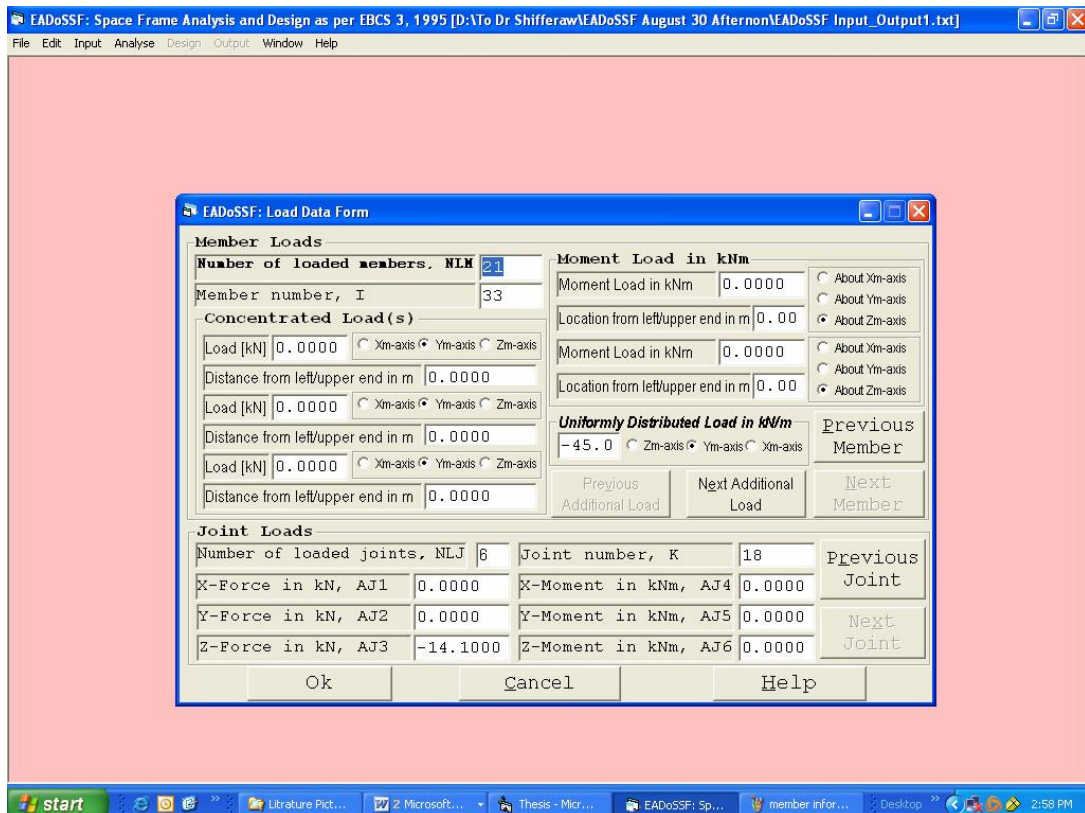 EADoSSF: Space Frame Analysis and Design as per EBCS 3, 1995 [D:\To Dr Shifferaw\EADoSSF August 30 Afternon\EADoSSF Input_Output1.txt]
File Edit Input Analyse Design Output Window Help
EADoSSF: Load Data Form
Member Loads
Number of loaded members, NLM 21
Member number, I 33
Concentrated Load(s)
Load [kN] 0.0000 Xm-axis Ym-axis Zm-axis
Distance from left/upper end in m 0.0000
Load [kN] 0.0000 Xm-axis Ym-axis Zm-axis
Distance from left/upper end in m 0.0000
Load [kN] 0.0000 Xm-axis Ym-axis Zm-axis
Distance from left/upper end in m 0.0000
Moment Load in kNm
Moment Load in kNm 0.0000
About Xm-axis
About Ym-axis
About Zm-axis
Location from left/upper end in m 0.00
Moment Load in kNm 0.0000
About Xm-axis
About Ym-axis
About Zm-axis
Location from left/upper end in m 0.00
Uniformly Distributed Load in kN/m
-45.0 Zm-axis Ym-axis Xm-axis
Previous
Member
Previous
Additional Load
Next Additional
Load
Next
Member
Joint Loads
Number of loaded joints, NLJ 6 Joint number, K 18
X-Force in kN, AJ1 0.0000 X-Moment in kNm, AJ4 0.0000
Y-Force in kN, AJ2 0.0000 Y-Moment in kNm, AJ5 0.0000
Z-Force in kN, AJ3 -14.1000 Z-Moment in kNm, AJ6 0.0000
Previous
Joint
Next
Joint
Ok Cancel Help
start Litrature Pict... 2 Microsoft... Thesis - Micr... EADoSSF: Sp... member infor... Desktop 2:58 PM